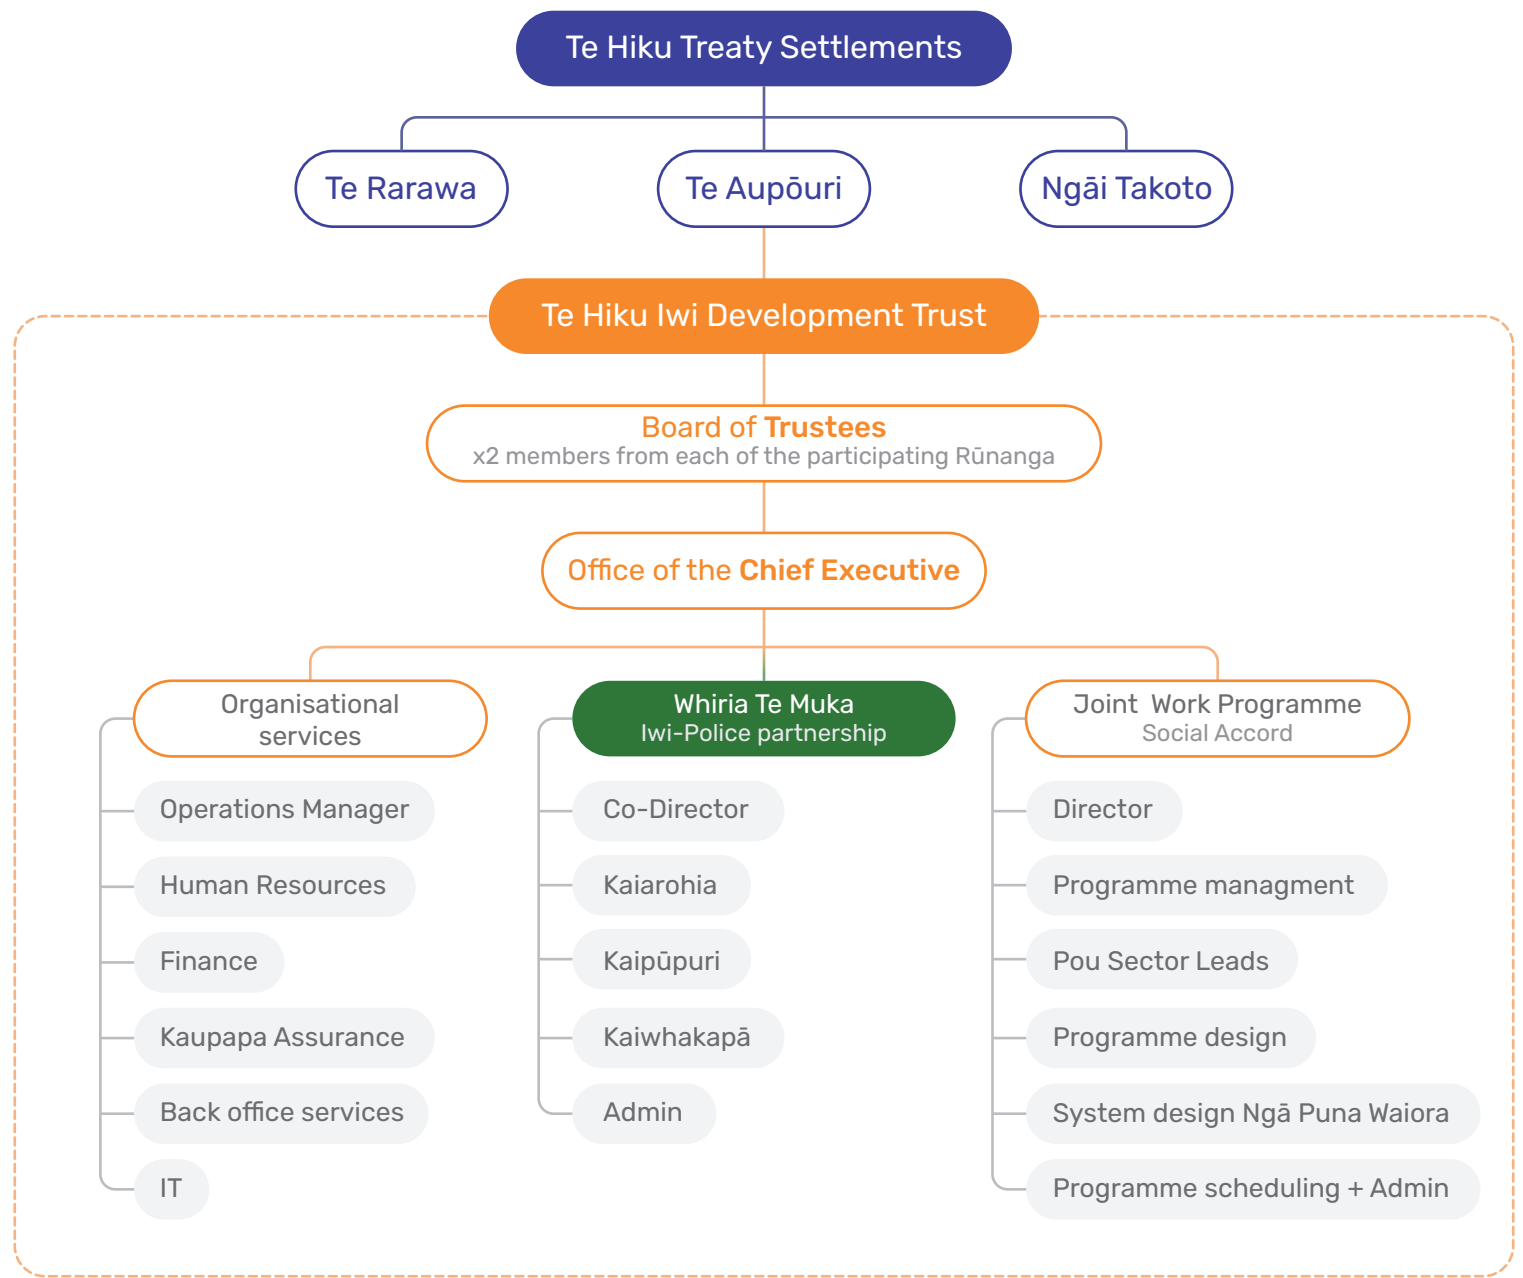 Te Hiku Treaty Settlements
Te Rarawa
Te Aupōuri
Ngāi Takoto
Te Hiku Iwi Development Trust
Board of Trustees
x2 members from each of the participating Rūnanga
Office of the Chief Executive
Organisational
services
Operations Manager
Human Resources
Finance
Kaupapa Assurance
Back office services
IT
Whiria Te Muka
Iwi-Police partnership
Co-Director
Kaiarohia
Kaipūpuri
Kaiwhakapā
Admin
Joint Work Programme
Social Accord
Director
Programme managment
Pou Sector Leads
Programme design
System design Ngā Puna Waiora
Programme scheduling + Admin